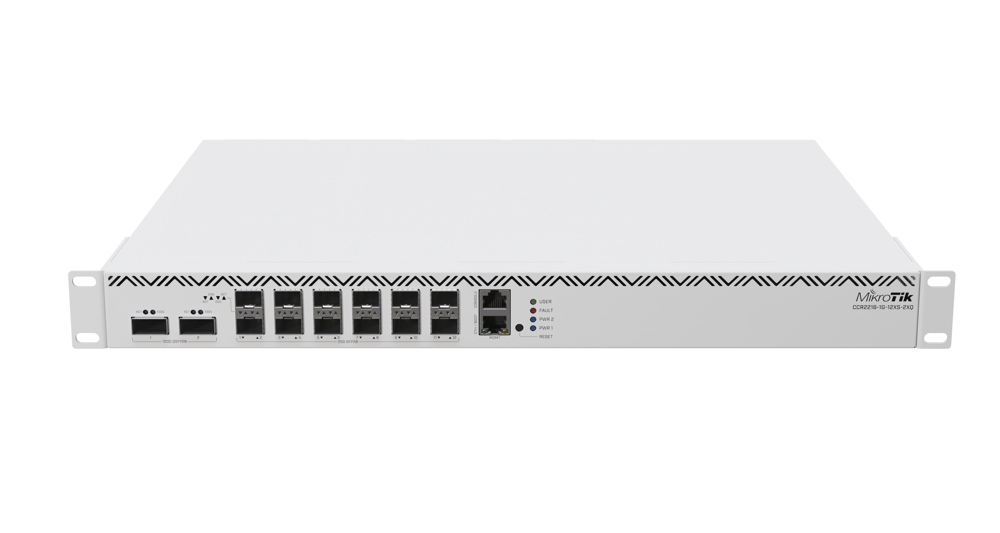 MikroTik
CCR2216-1G-12XS-2XQ
25G ACT
ACT 25G
ACT 100G
ACT 100G
1 2
100G QSFP28
1 2 3 4 5 6 7 8 9 10 11 12
25G SFP28
CONSOLE
ETH / BOOT
MGMT
USER
FAULT
PWR 2
PWR 1
RESET